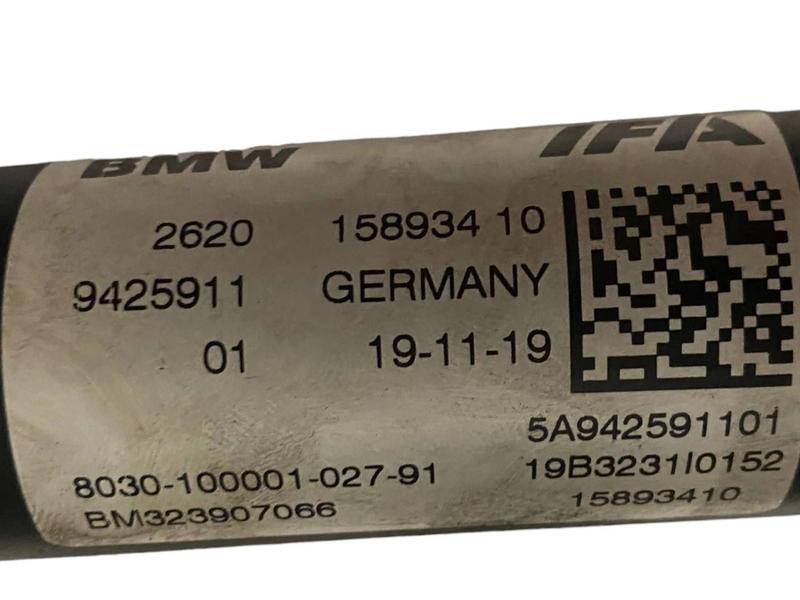 BMW IFA
2620 158934 10
9425911 GERMANY
01 19-11-19
5A942591101
8030-100001-027-91 19B3231I0152
BM323907066 15893410